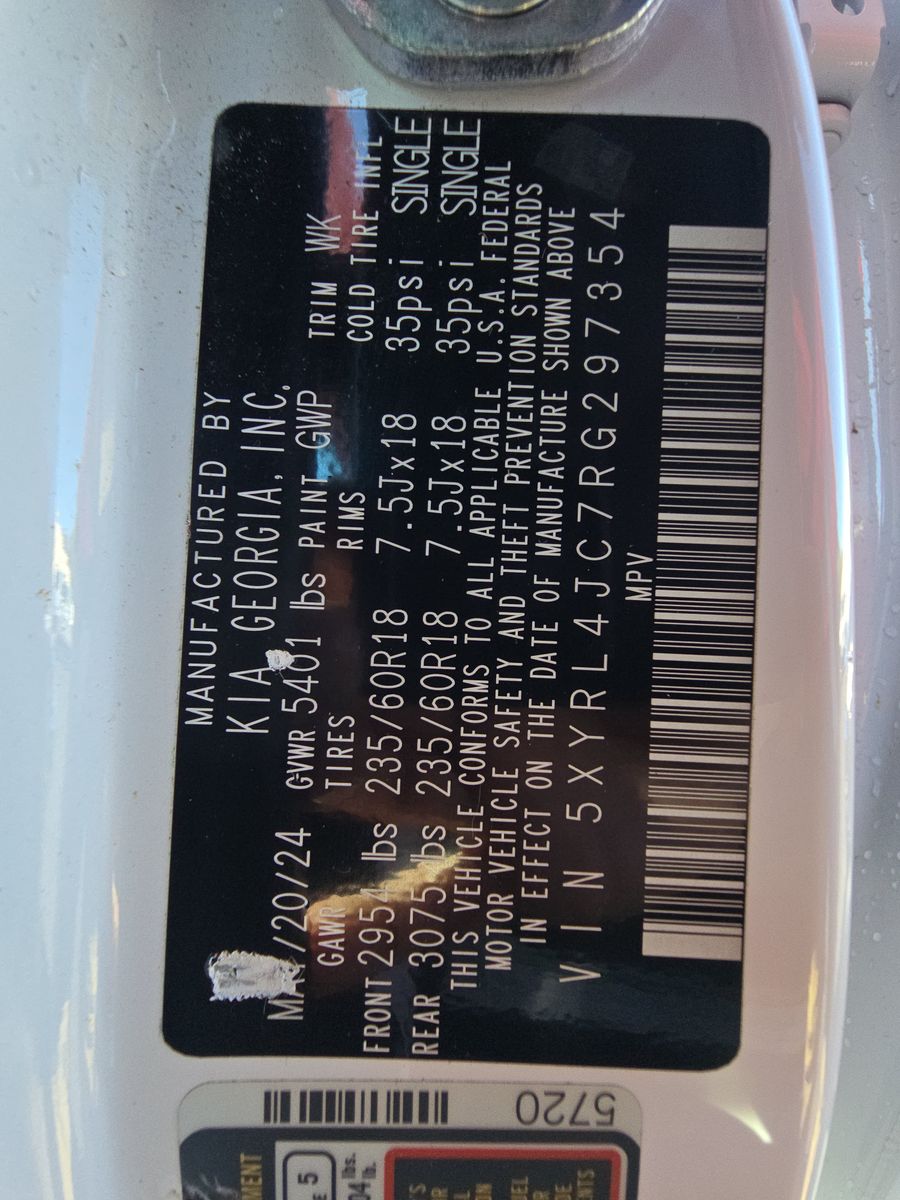 MANUFACTURED BY
KIA GEORGIA, INC.
/20/24 GVWR 5401 lbs PAINT GWP TRIM WK
GAWR TIRES RIMS COLD TIRE INFL
FRONT 2954 lbs 235/60R18 7.5Jx18 35psi SINGLE
REAR 3075 lbs 235/60R18 7.5Jx18 35psi SINGLE
THIS VEHICLE CONFORMS TO ALL APPLICABLE U.S.A. FEDERAL
MOTOR VEHICLE SAFETY AND THEFT PREVENTION STANDARDS
IN EFFECT ON THE DATE OF MANUFACTURE SHOWN ABOVE
VIN 5XYRL4JC7RG297354
MPV
5720
5
lbs.
lb.